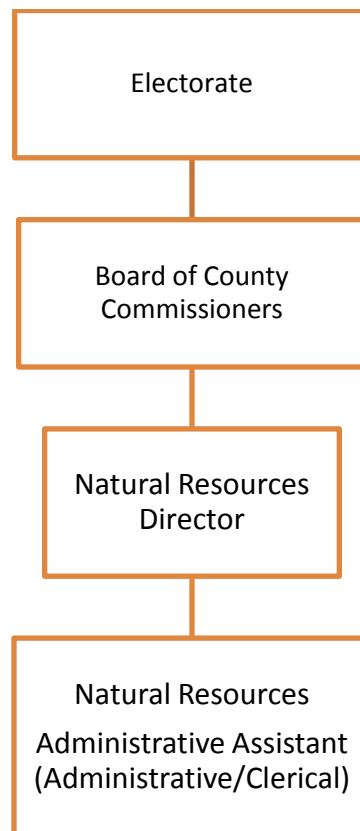 Electorate
Board of County
Commissioners
Natural Resources
Director
Natural Resources
Administrative Assistant
(Administrative/Clerical)